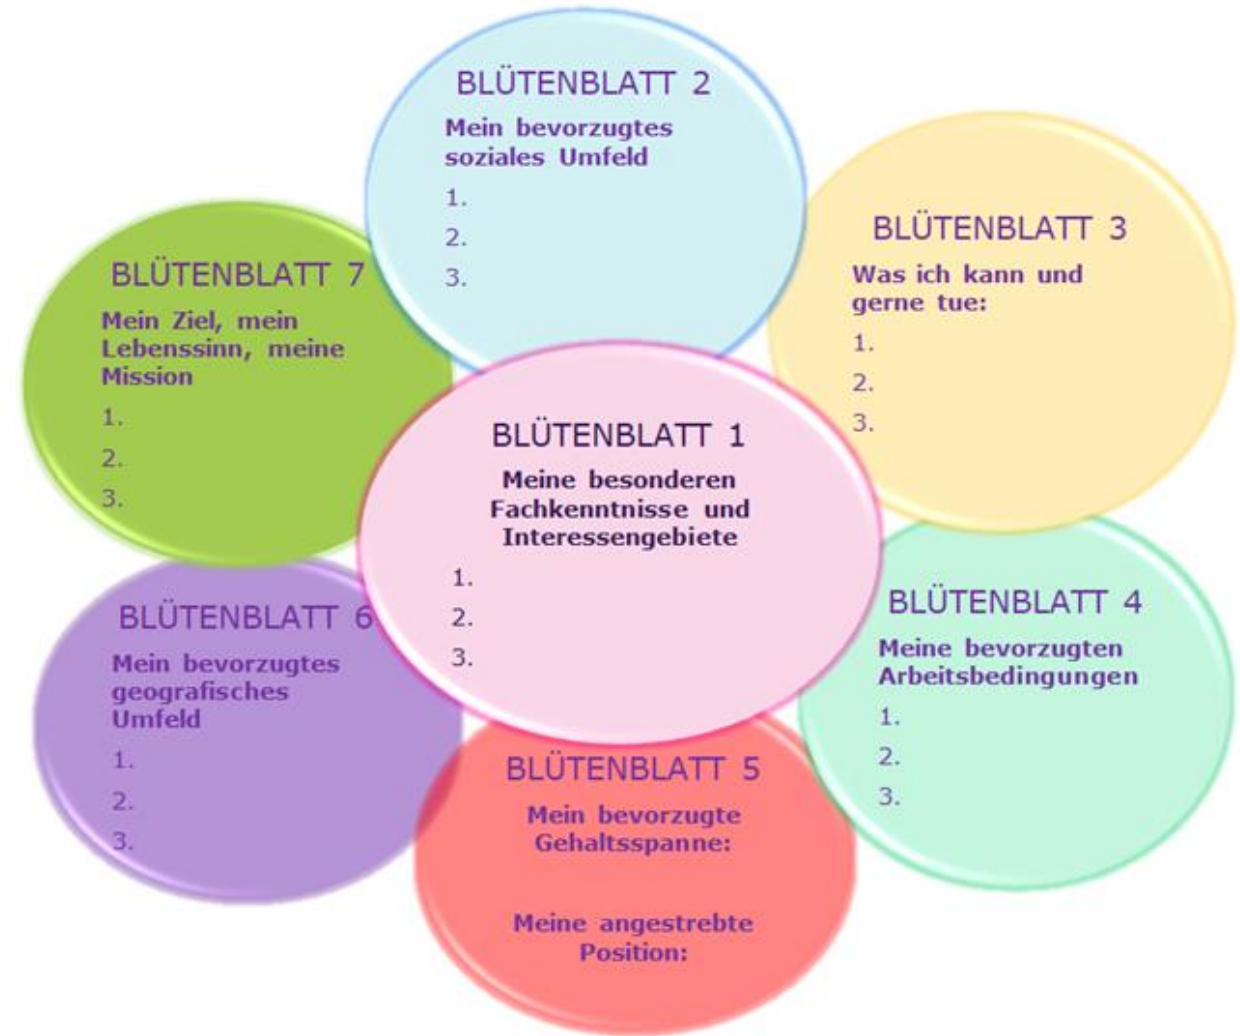 BLÜTENBLATT 1
Meine besonderen
Fachkenntnisse und
Interessengebiete
1.
2.
3.
BLÜTENBLATT 2
Mein bevorzugtes
soziales Umfeld
1.
2.
3.
BLÜTENBLATT 3
Was ich kann und
gerne tue:
1.
2.
3.
BLÜTENBLATT 4
Meine bevorzugten
Arbeitsbedingungen
1.
2.
3.
BLÜTENBLATT 5
Mein bevorzugte
Gehaltsspanne:
Meine angestrebte
Position:
BLÜTENBLATT 6
Mein bevorzugtes
geografisches
Umfeld
1.
2.
3.
BLÜTENBLATT 7
Mein Ziel, mein
Lebenssinn, meine
Mission
1.
2.
3.